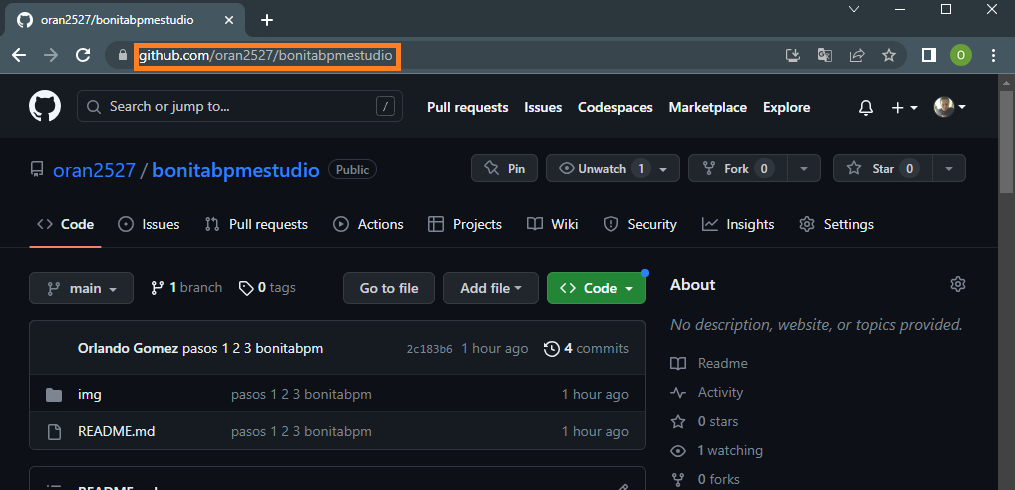 oran2527/bonitabpmestudio
github.com/oran2527/bonitabpmestudio
O
Search or jump to... /
Pull requests Issues Codespaces Marketplace Explore
oran2527 / bonitabpmestudio Public
Pin Unwatch 1 Fork 0 Star 0
Code Issues Pull requests Actions Projects Wiki Security Insights Settings
main 1 branch 0 tags Go to file Add file Code
Orlando Gomez pasos 1 2 3 bonitabpm 2c183b6 1 hour ago 4 commits
img pasos 1 2 3 bonitabpm 1 hour ago
README.md pasos 1 2 3 bonitabpm 1 hour ago
README.md
About
No description, website, or topics provided.
Readme
Activity
0 stars
1 watching
0 forks